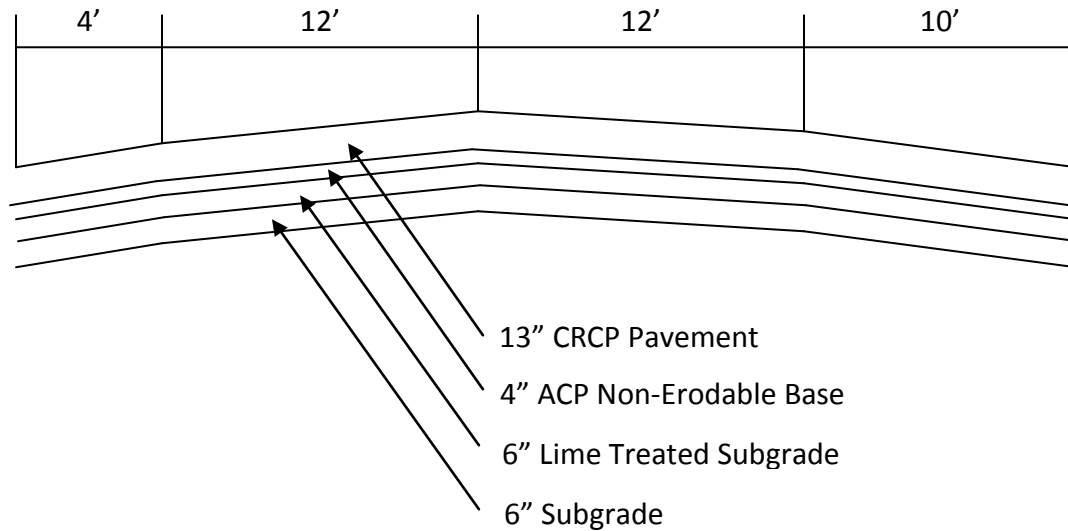 4’ 12’ 12’ 10’
13” CRCP Pavement
4” ACP Non-Erodable Base
6” Lime Treated Subgrade
6” Subgrade